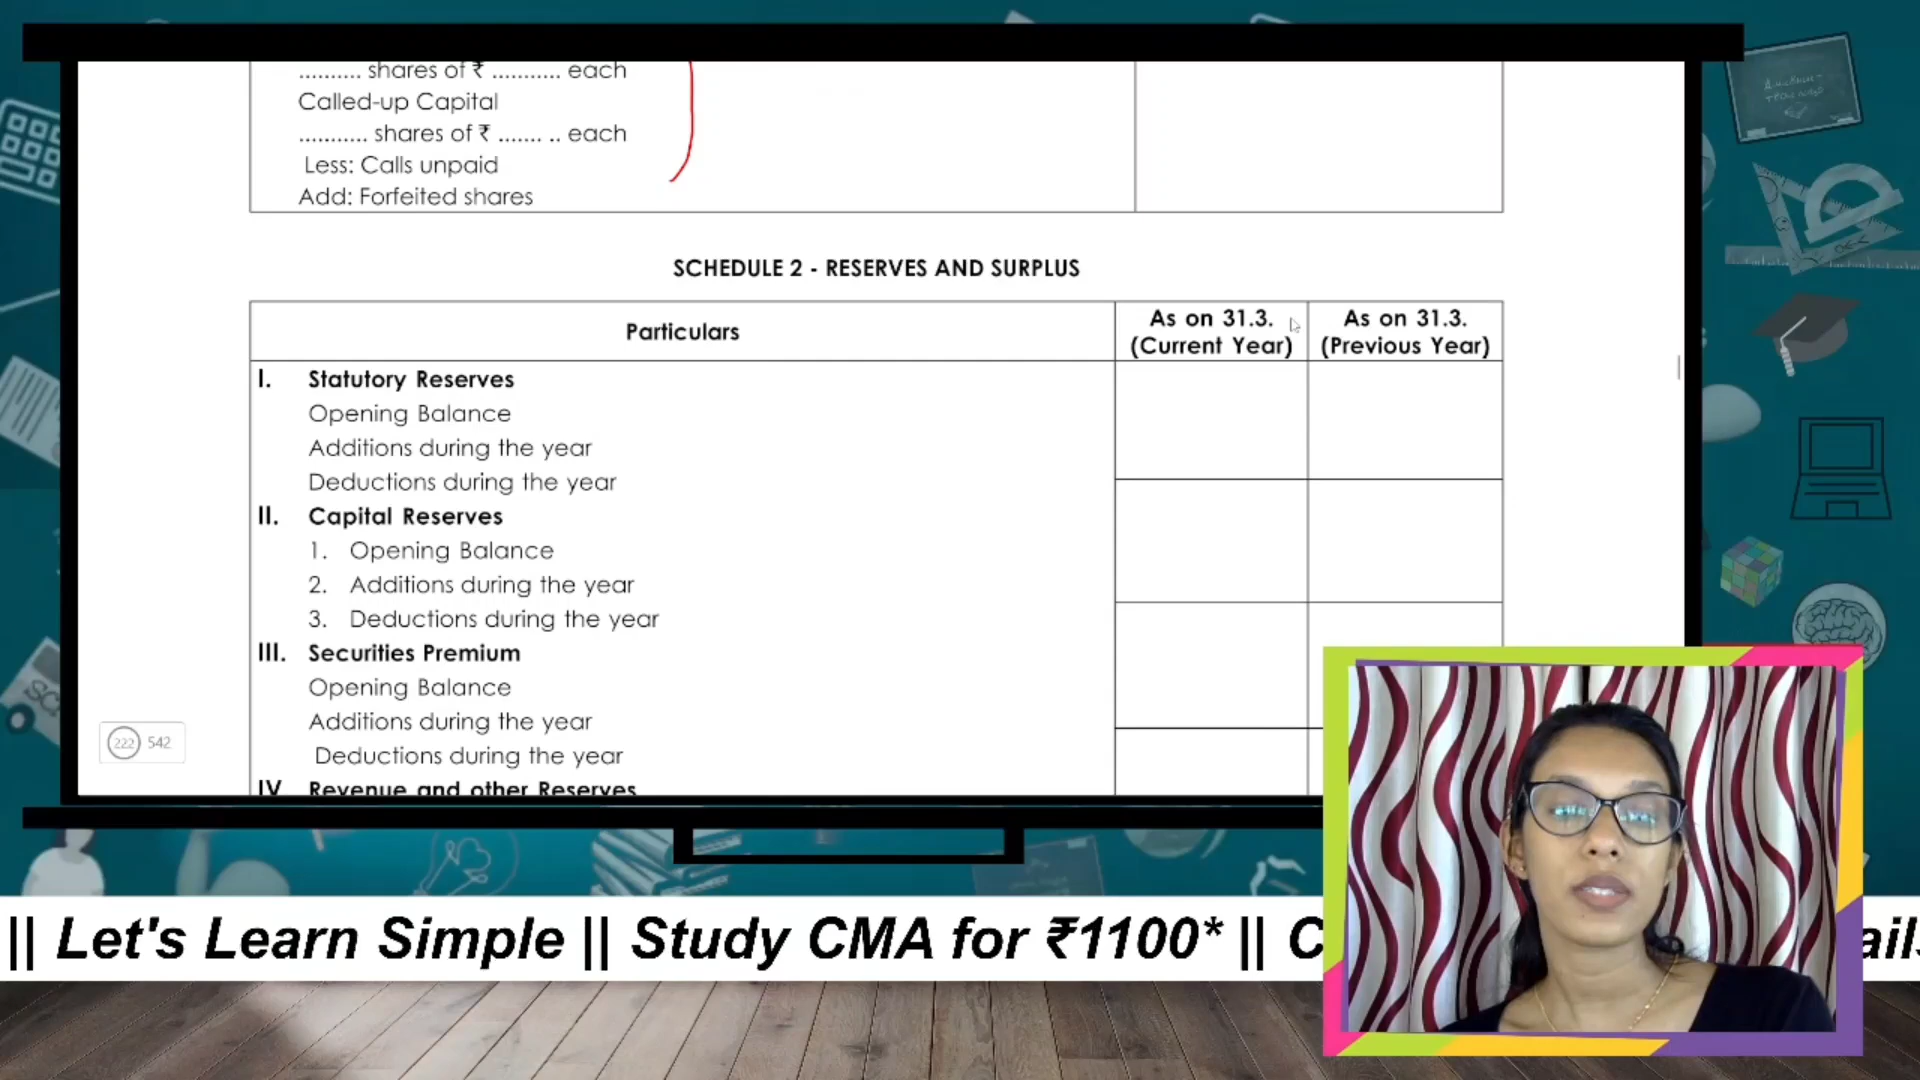 .......... shares of ₹ ........... each
Called-up Capital
........... shares of ₹ ....... .. each
Less: Calls unpaid
Add: Forfeited shares
SCHEDULE 2 - RESERVES AND SURPLUS
Particulars
As on 31.3. (Current Year)
As on 31.3. (Previous Year)
I. Statutory Reserves
Opening Balance
Additions during the year
Deductions during the year
II. Capital Reserves
1. Opening Balance
2. Additions during the year
3. Deductions during the year
III. Securities Premium
Opening Balance
Additions during the year
Deductions during the year
IV Revenue and other Reserves
222 542
|| Let's Learn Simple || Study CMA for ₹1100* ||